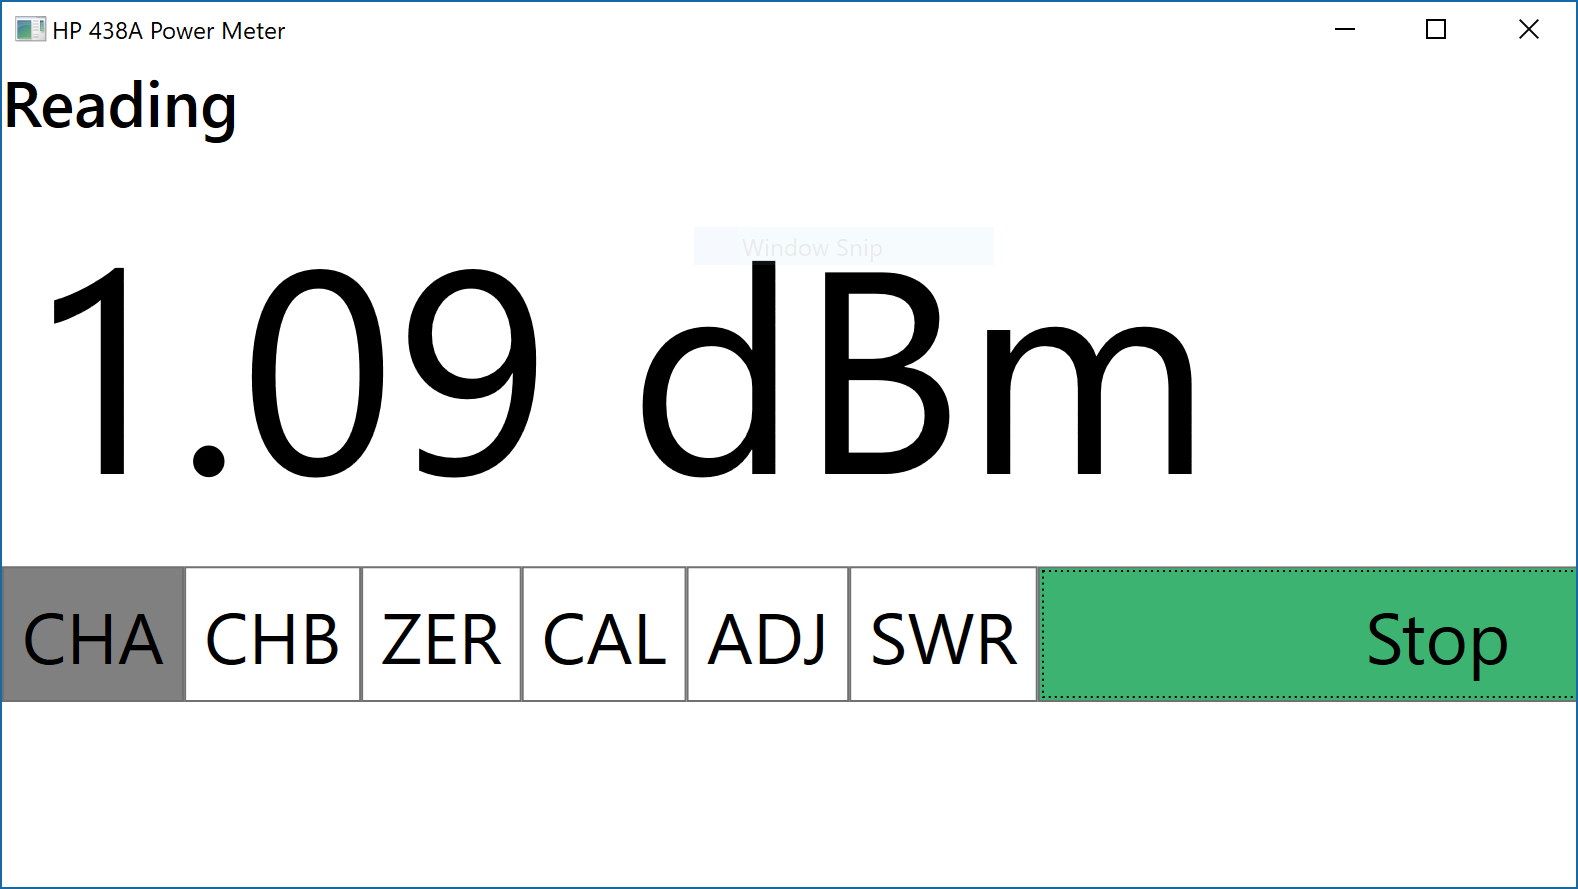 HP 438A Power Meter
Reading
Window Snip
1.09 dBm
CHA CHB ZER CAL ADJ SWR Stop